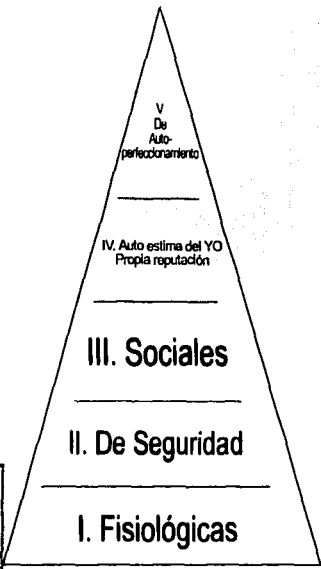 V
De
Auto-
perfeccionamiento
IV. Auto estima del YO
Propia reputación
III. Sociales
II. De Seguridad
I. Fisiológicas